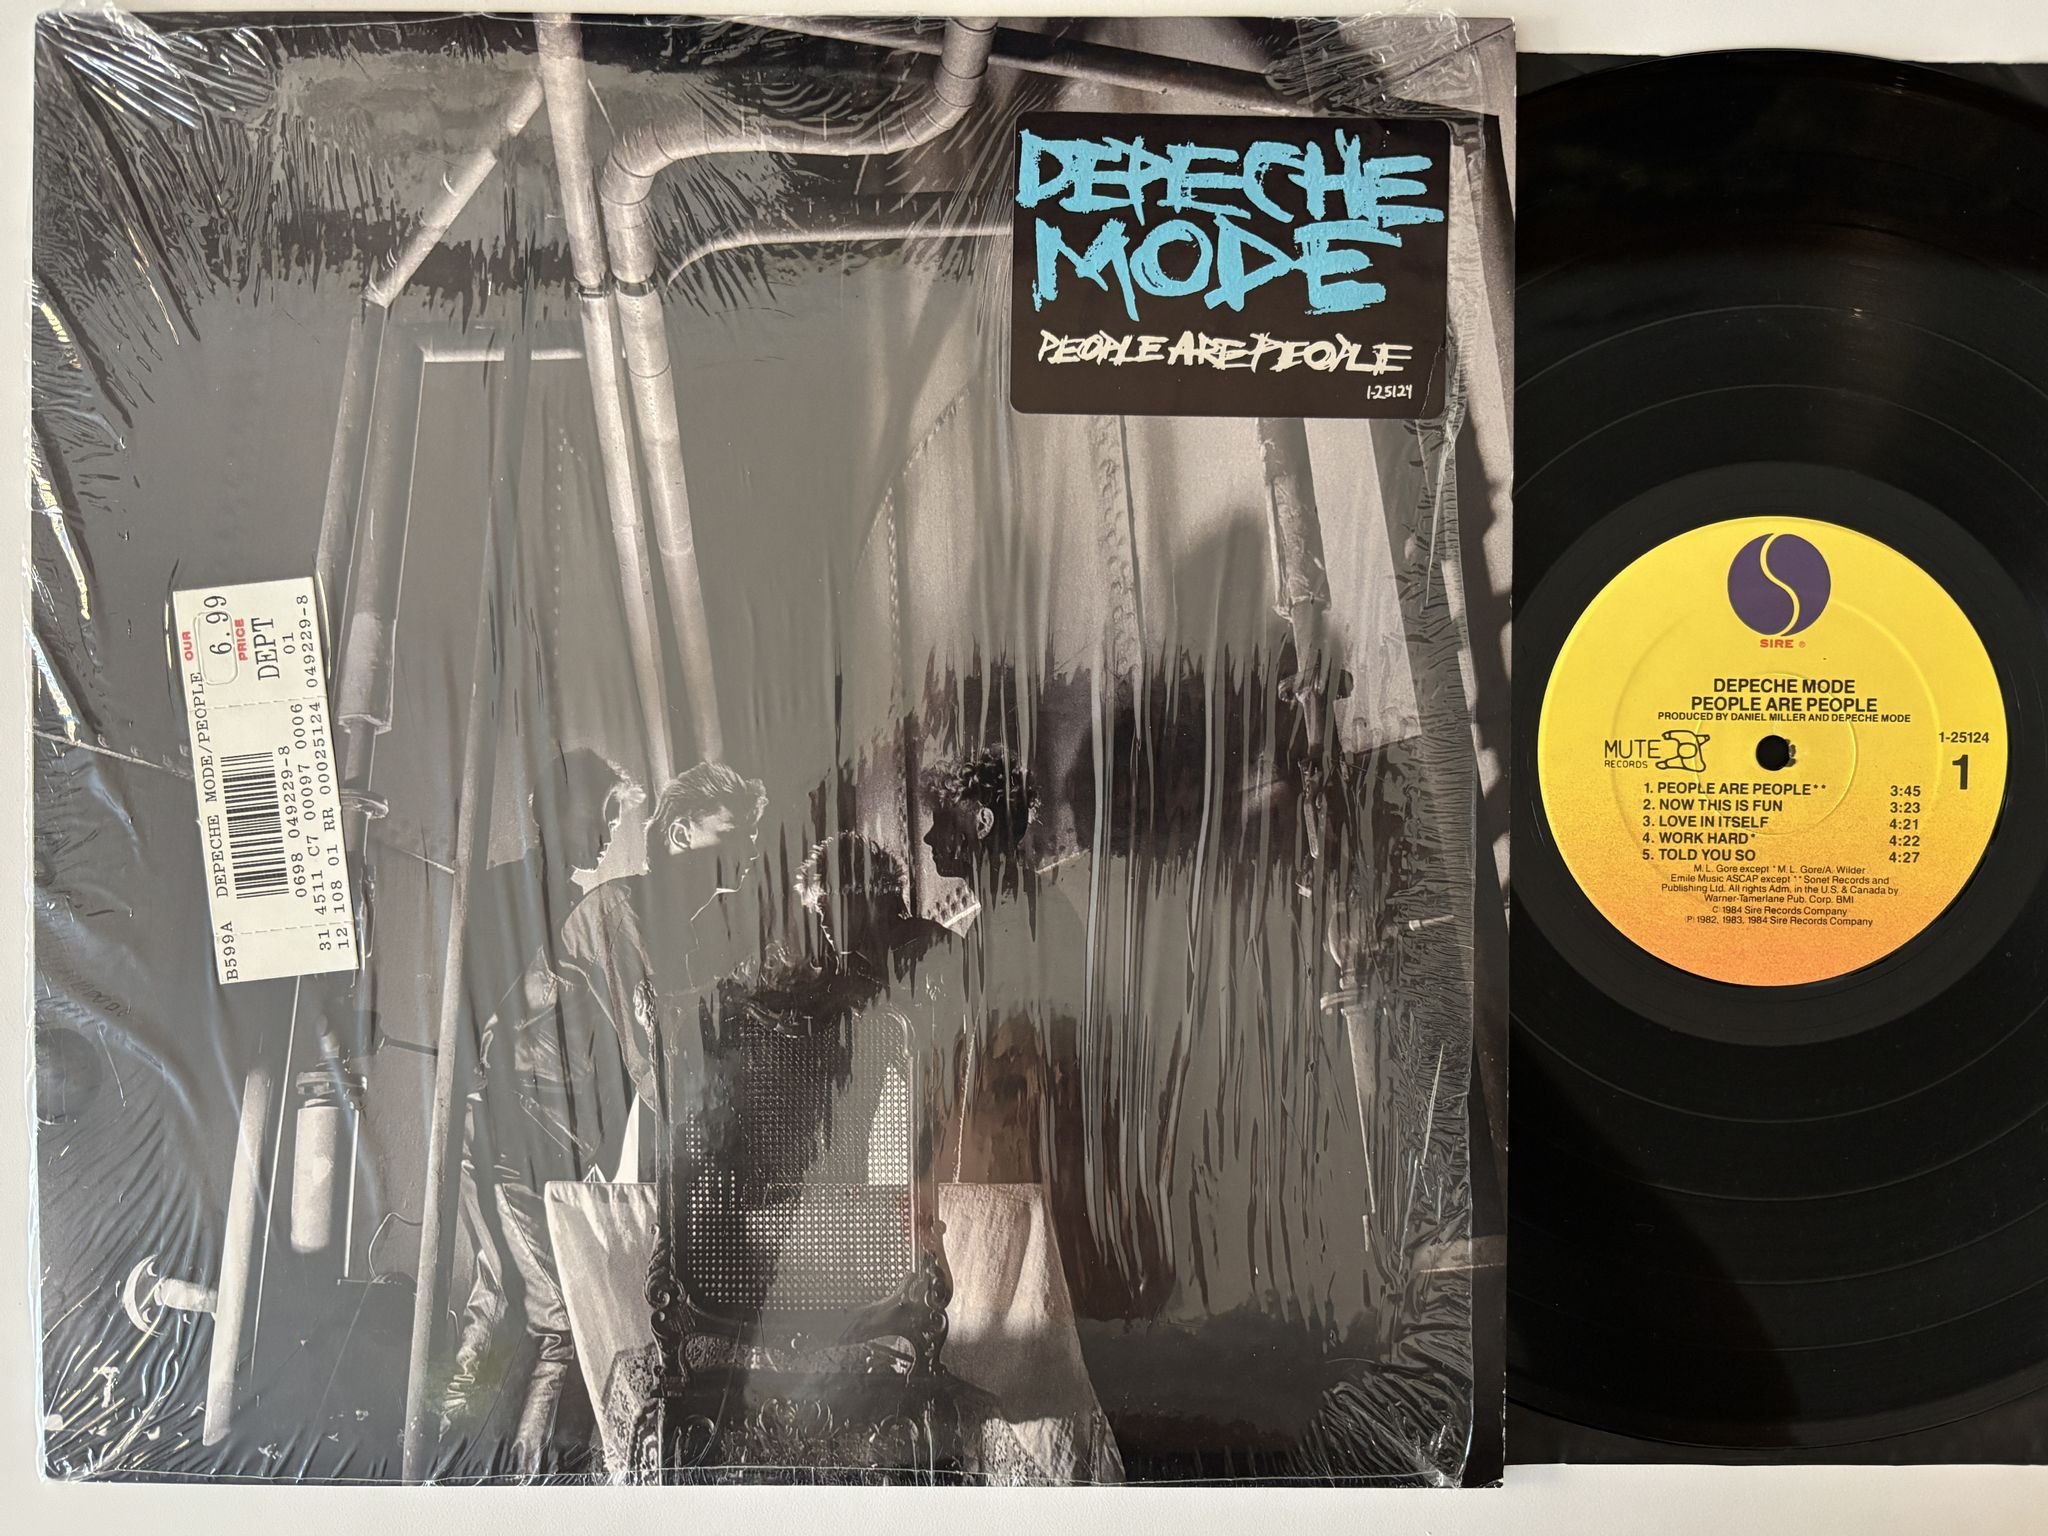 DEPECHE
MODE
PEOPLE ARE PEOPLE
1-25124
B599A DEPECHE MODE/PEOPLE
OUR
6.99
PRICE
DEPT
01
0698 049229-8
31 4511 C7 00097 0006
12 108 01 RR 00025124 049229-8
SIRE ®
DEPECHE MODE
PEOPLE ARE PEOPLE
PRODUCED BY DANIEL MILLER AND DEPECHE MODE
MUTE
RECORDS
1-25124
1
1. PEOPLE ARE PEOPLE** 3:45
2. NOW THIS IS FUN 3:23
3. LOVE IN ITSELF 4:21
4. WORK HARD* 4:22
5. TOLD YOU SO 4:27
M. L. Gore except *M. L. Gore/A. Wilder
Emile Music ASCAP except **Sonet Records and
Publishing Ltd. All rights Adm. in the U.S. & Canada by
Warner-Tamerlane Pub. Corp. BMI
© 1984 Sire Records Company
℗ 1982, 1983, 1984 Sire Records Company